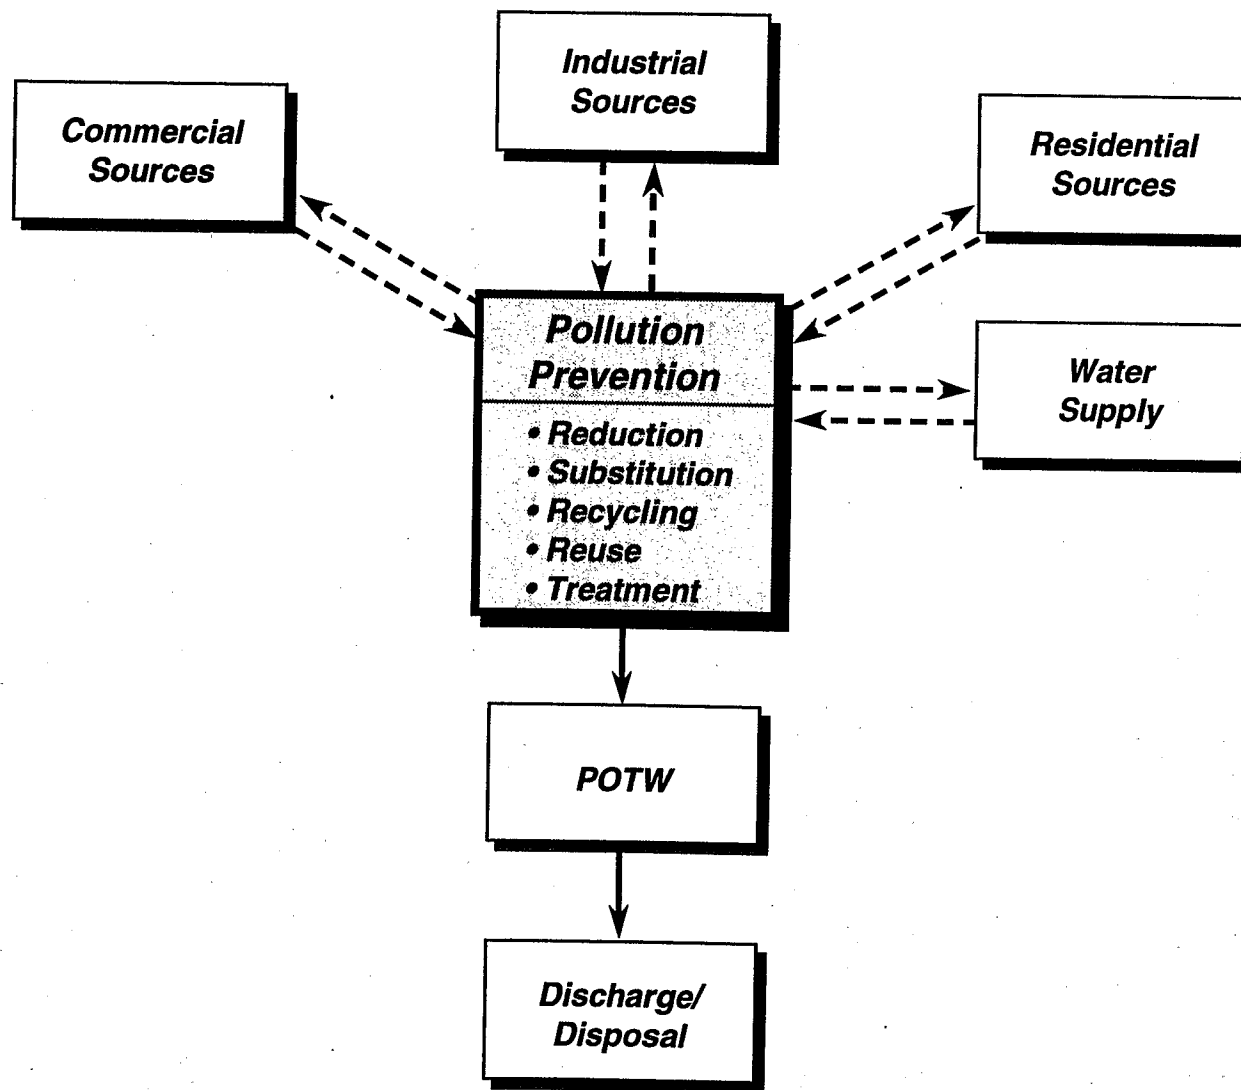 Industrial
Sources
Commercial
Sources
Residential
Sources
Pollution
Prevention
• Reduction
• Substitution
• Recycling
• Reuse
• Treatment
Water
Supply
POTW
Discharge/
Disposal